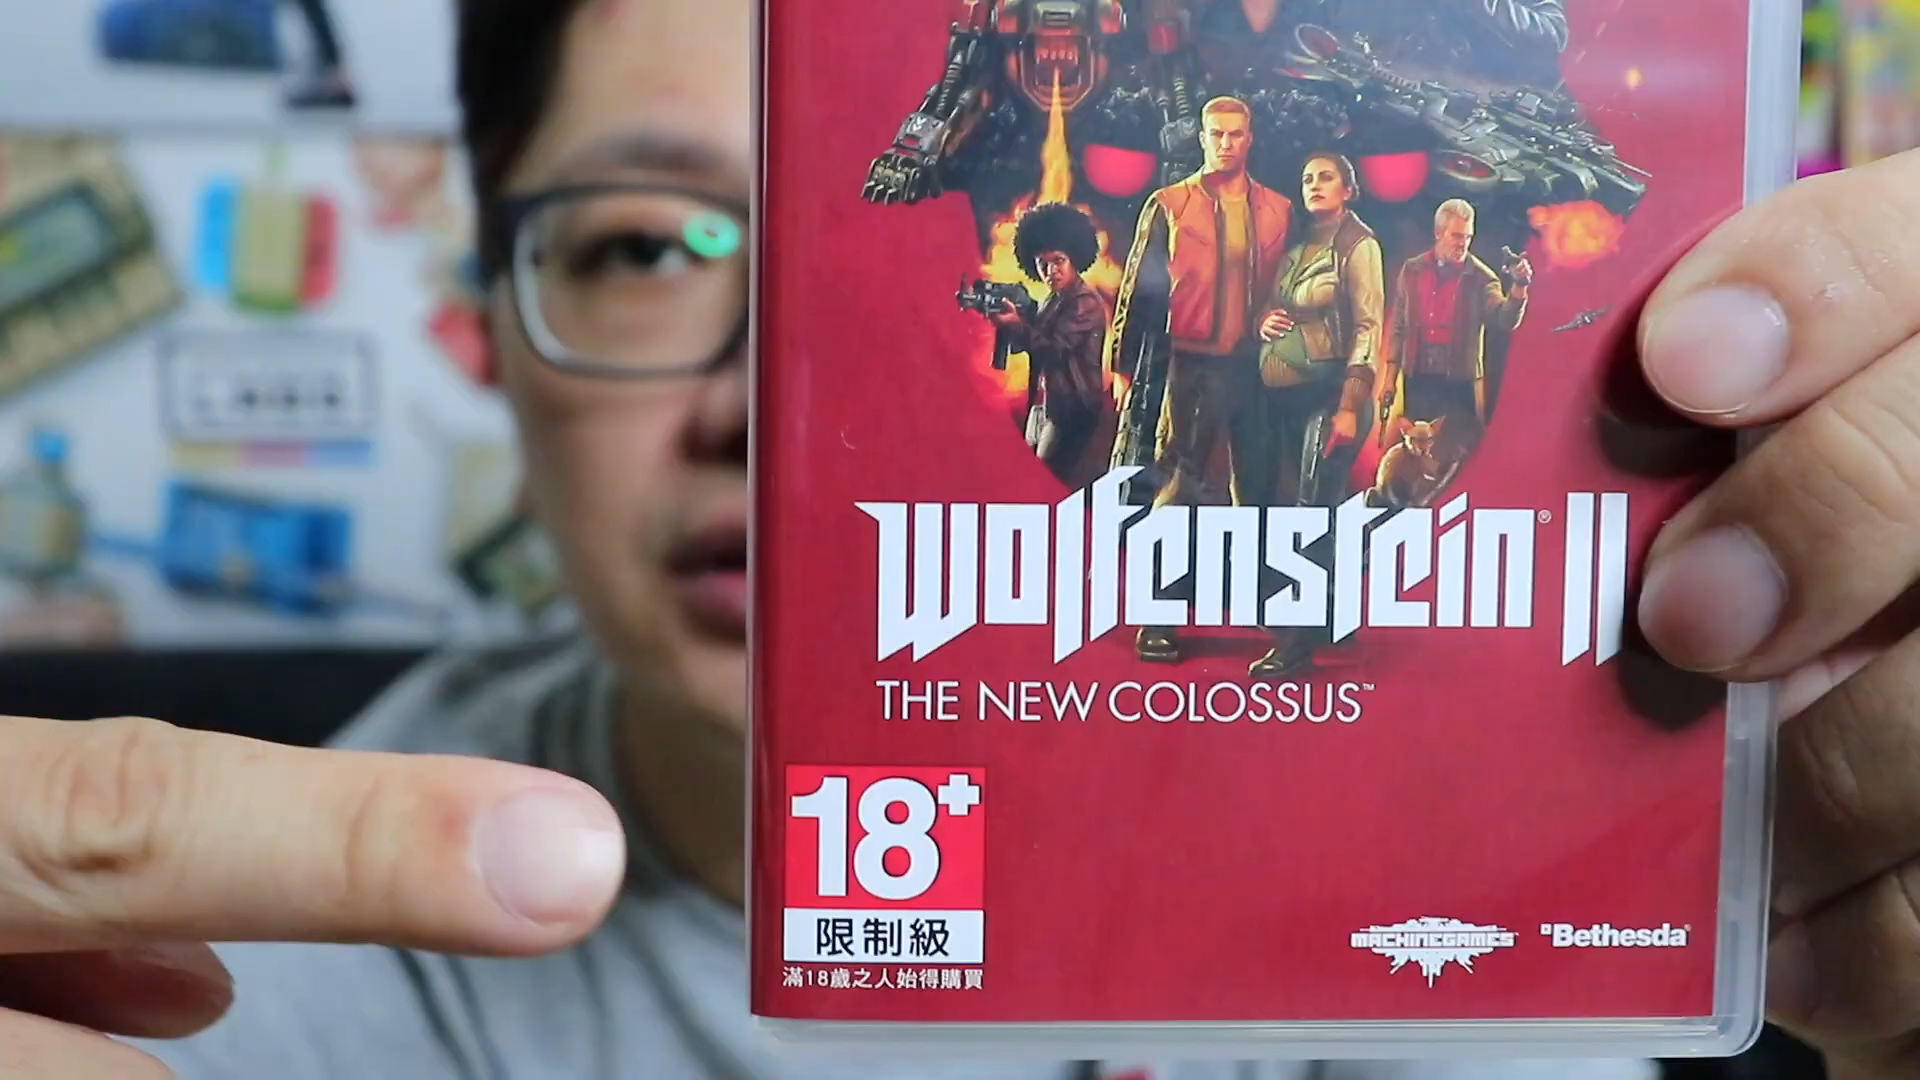 wolfenstein® II
THE NEW COLOSSUS™
18+
限制級
滿18歲之人始得購買
MACHINEGAMES
Bethesda®